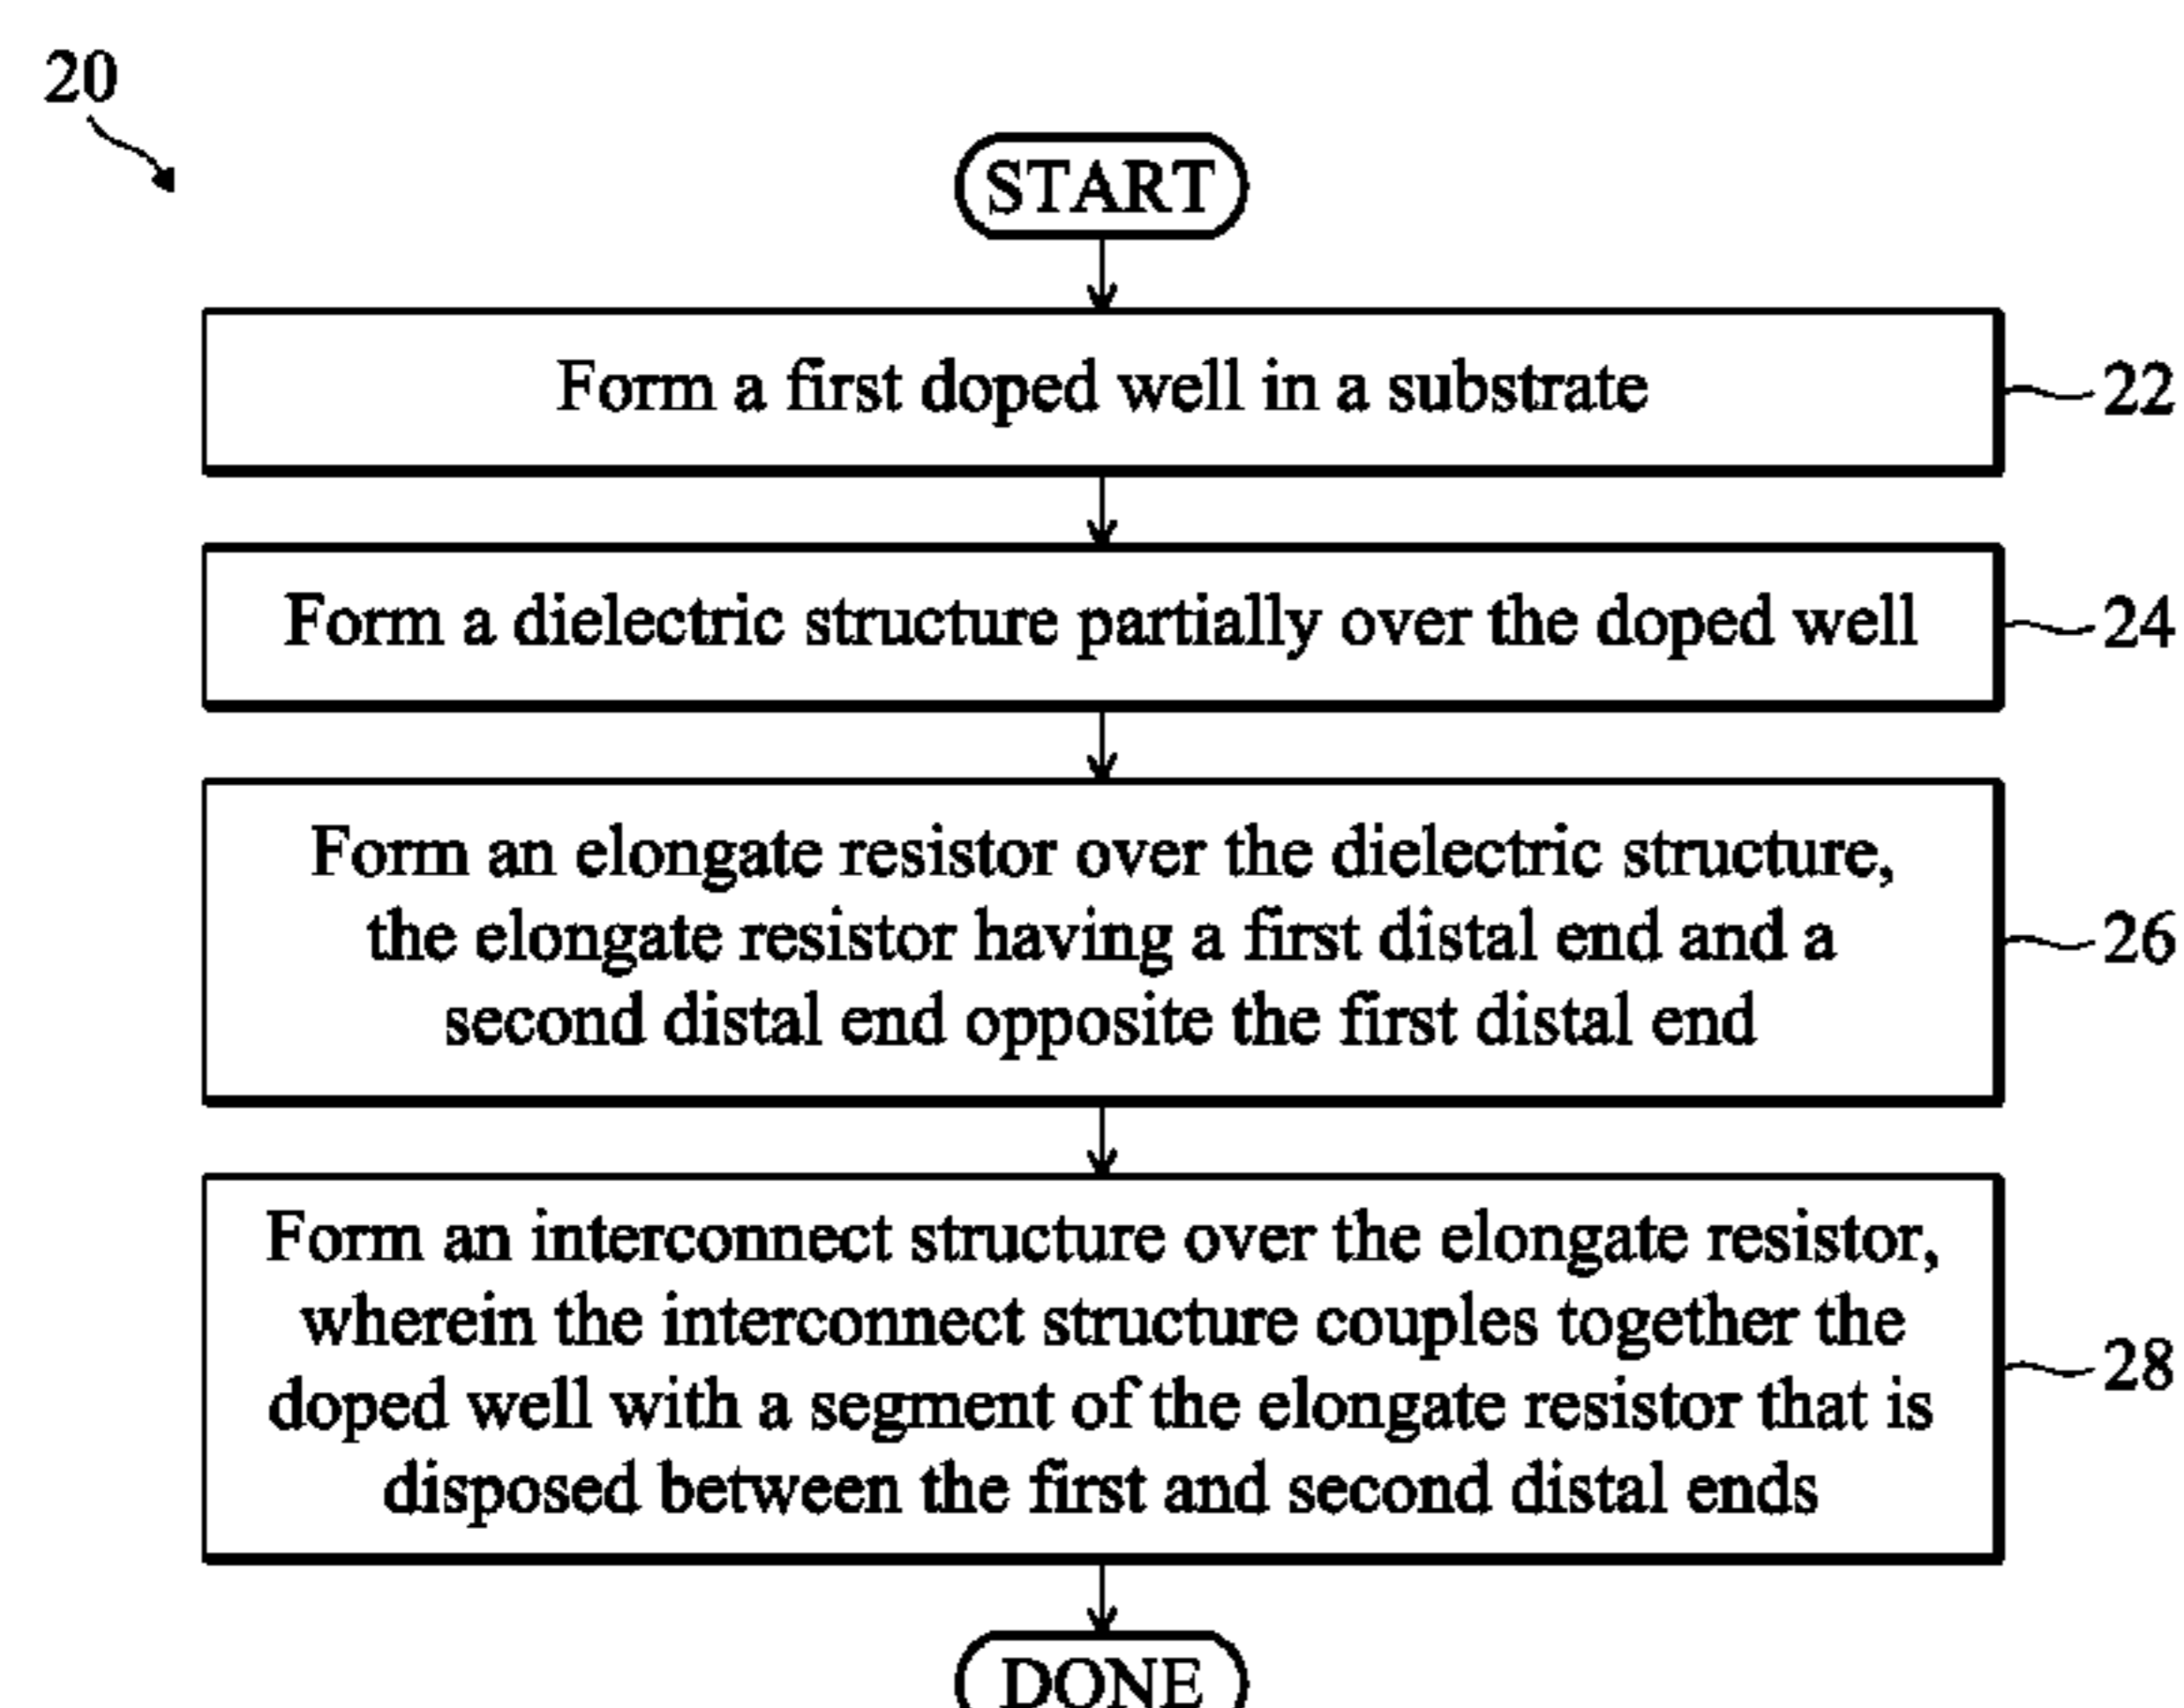 20
START
Form a first doped well in a substrate
22
Form a dielectric structure partially over the doped well
24
Form an elongate resistor over the dielectric structure,
the elongate resistor having a first distal end and a
second distal end opposite the first distal end
26
Form an interconnect structure over the elongate resistor,
wherein the interconnect structure couples together the
doped well with a segment of the elongate resistor that is
disposed between the first and second distal ends
28
DONE